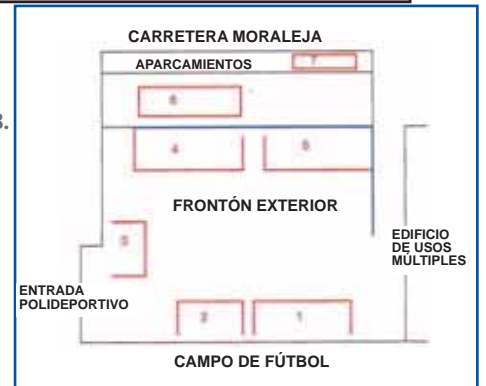 CARRETERA MORALEJA
APARCAMIENTOS
7
6
3.
4
FRONTÓN EXTERIOR
EDIFICIO
DE USOS
MÚLTIPLES
ENTRADA
POLIDEPORTIVO
2
1
CAMPO DE FÚTBOL